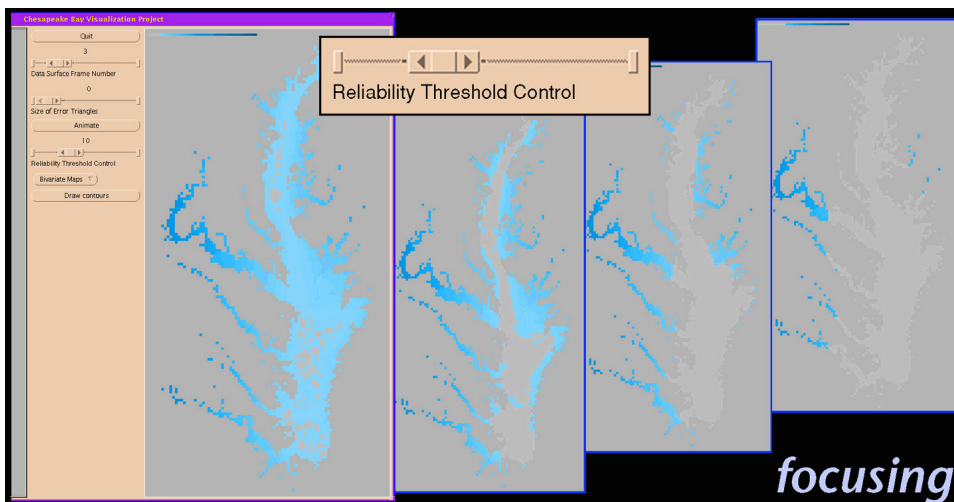 Chesapeake Bay Visualization Project
Quit
3
Data Surface Frame Number
0
Size of Error Triangles
Animate
10
Reliability Threshold Control
Bivariate Maps
Draw contours
Reliability Threshold Control
focusing